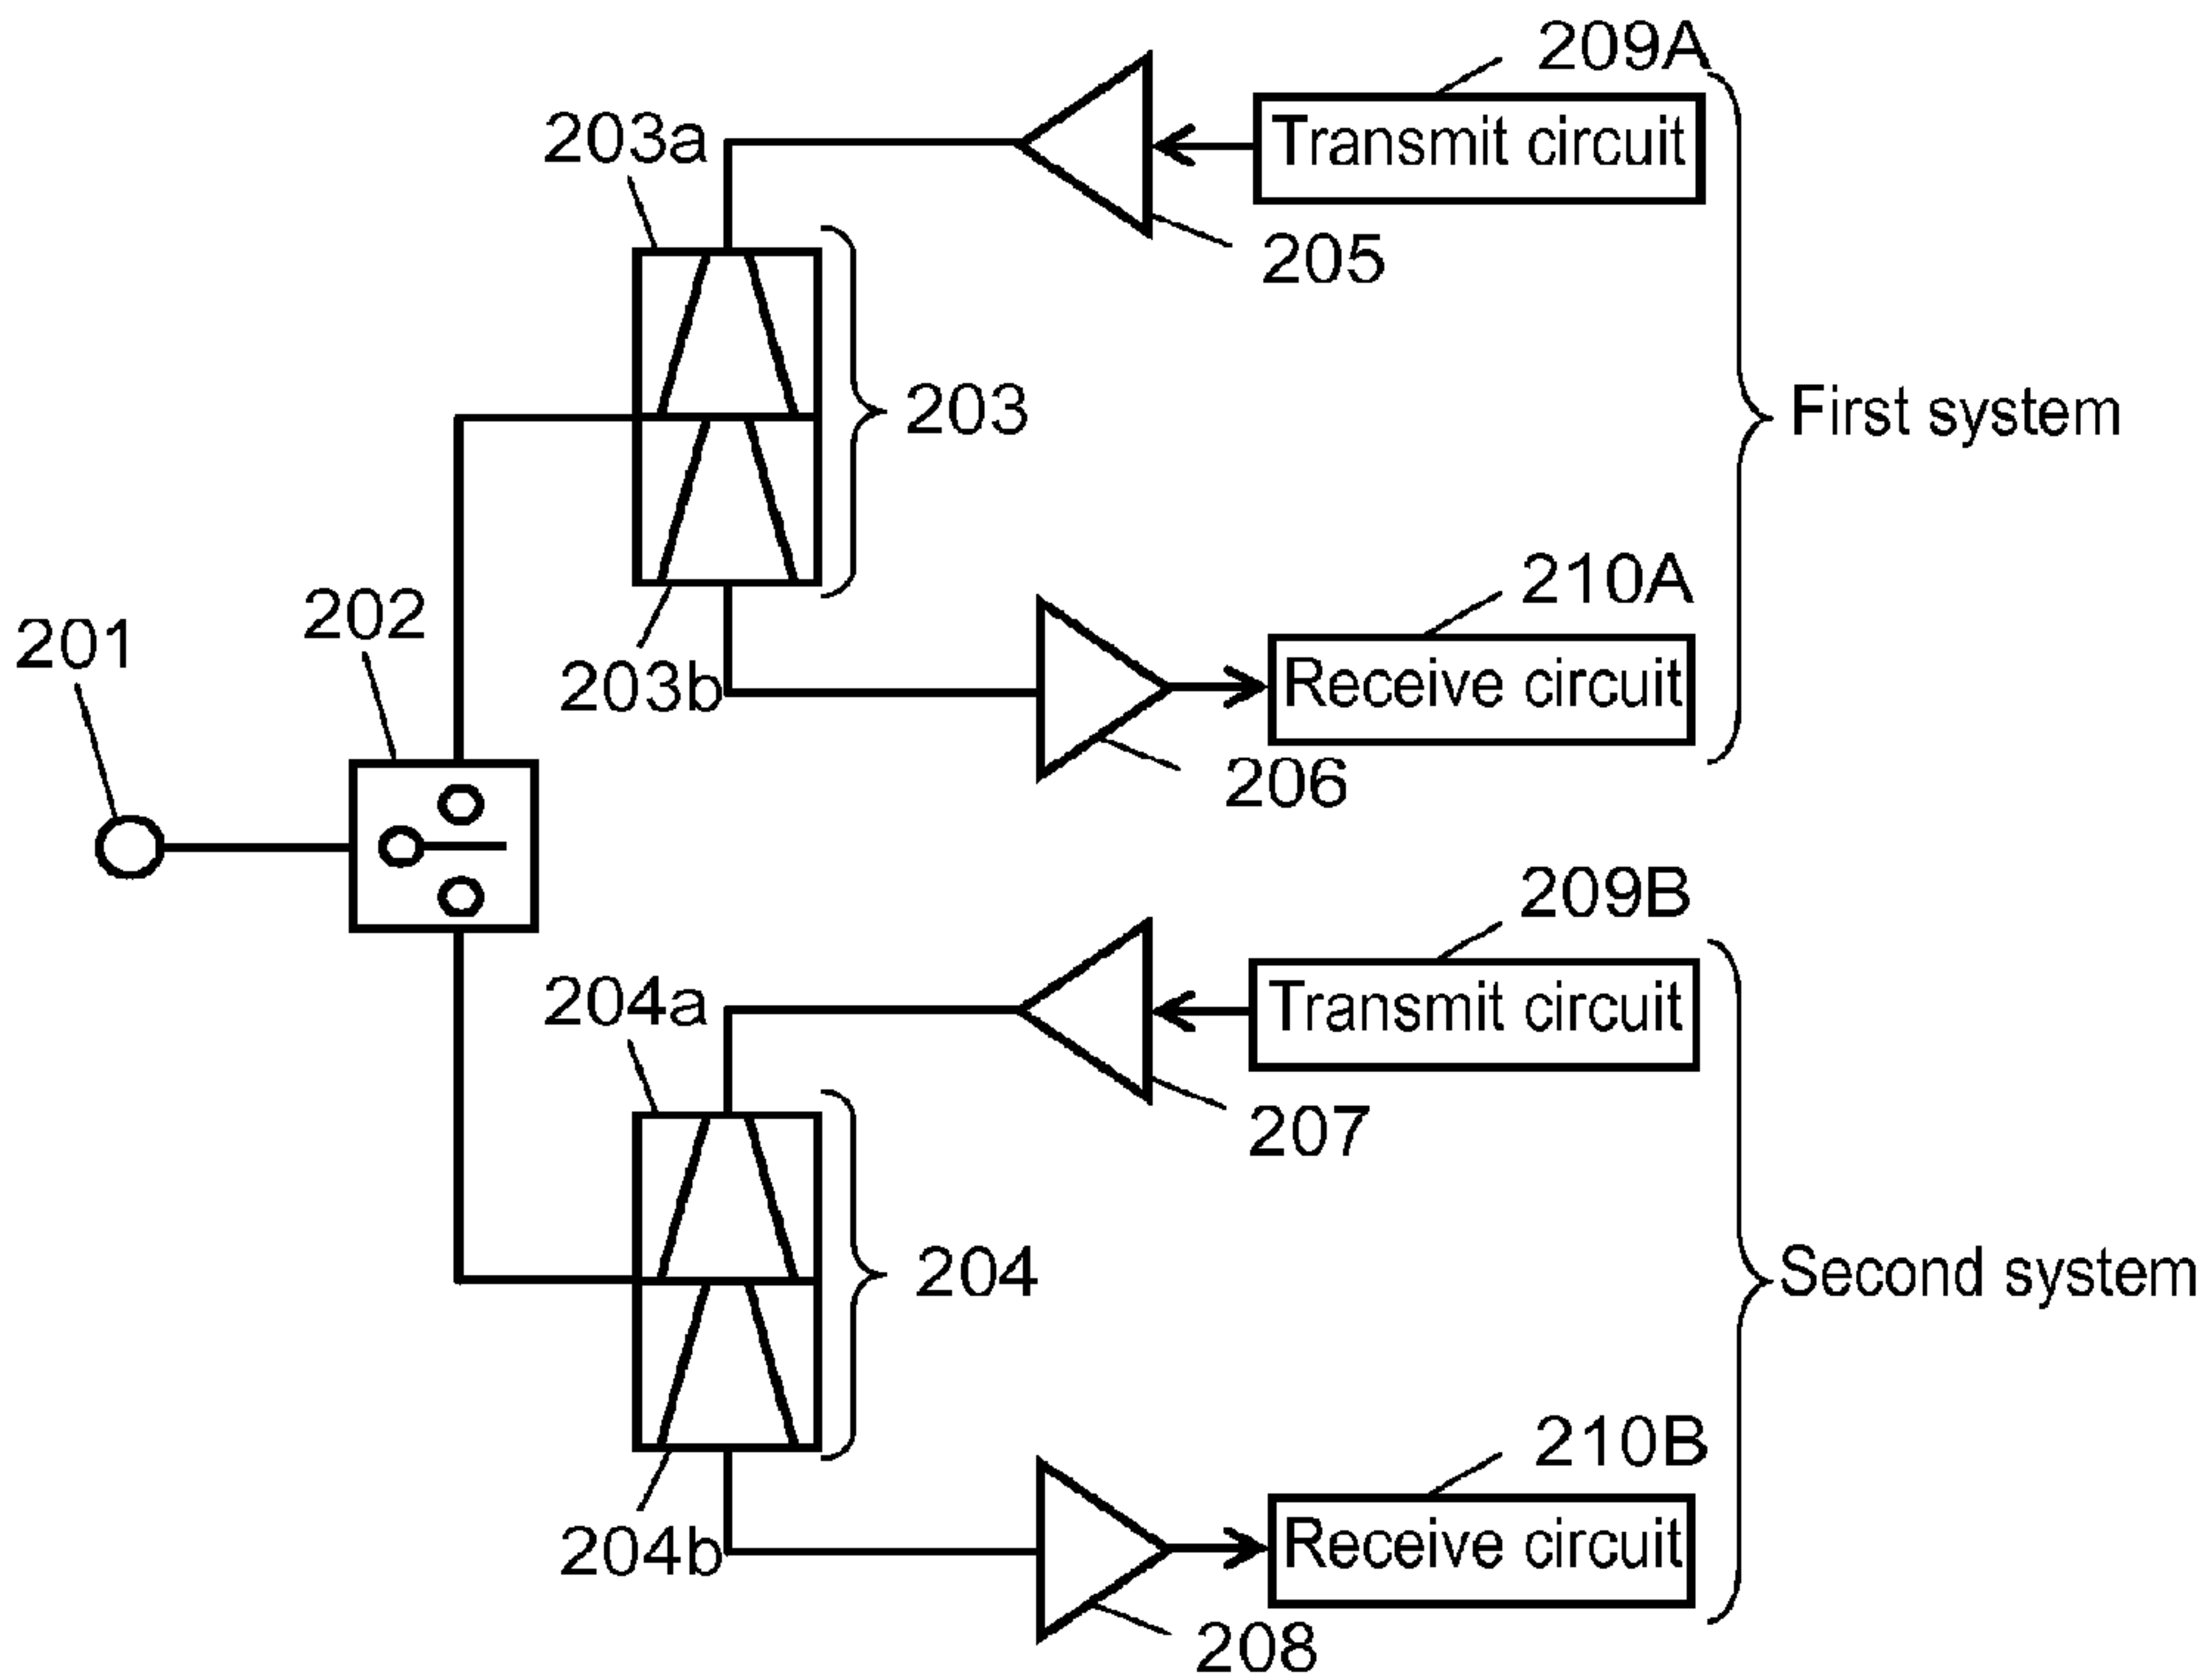 209A
Transmit circuit
203a
205
203
First system
210A
Receive circuit
202
201
203b
206
209B
Transmit circuit
204a
207
204
Second system
210B
Receive circuit
204b
208